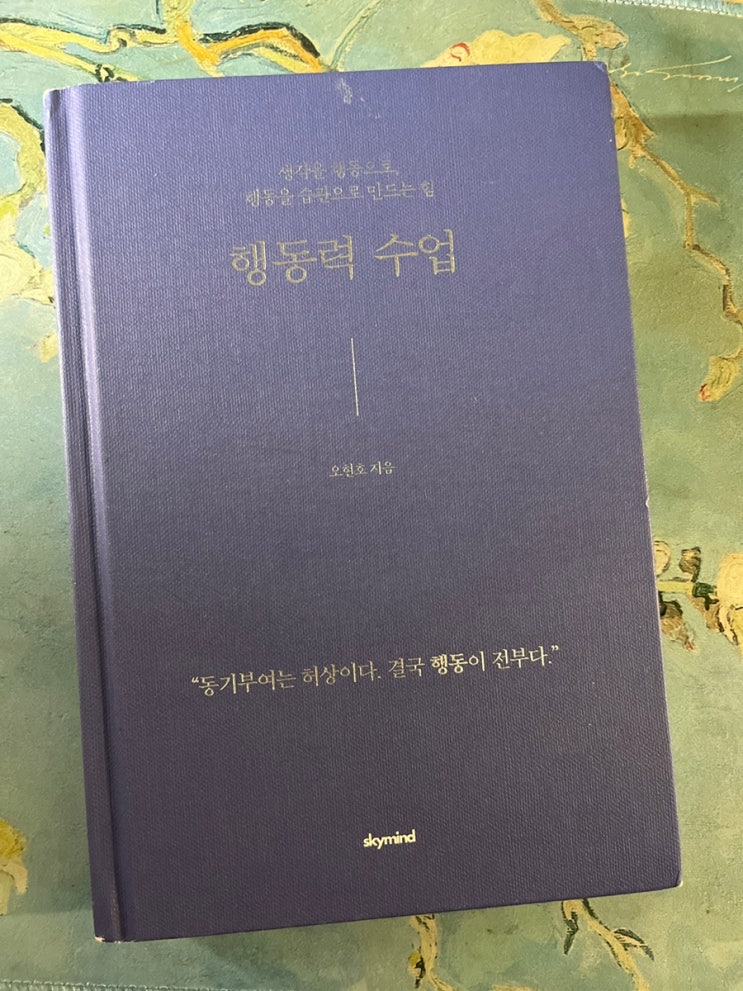 생각을 행동으로,
행동을 습관으로 만드는 힘
행동력 수업
오현호 지음
“동기부여는 허상이다. 결국 행동이 전부다.”
skymind